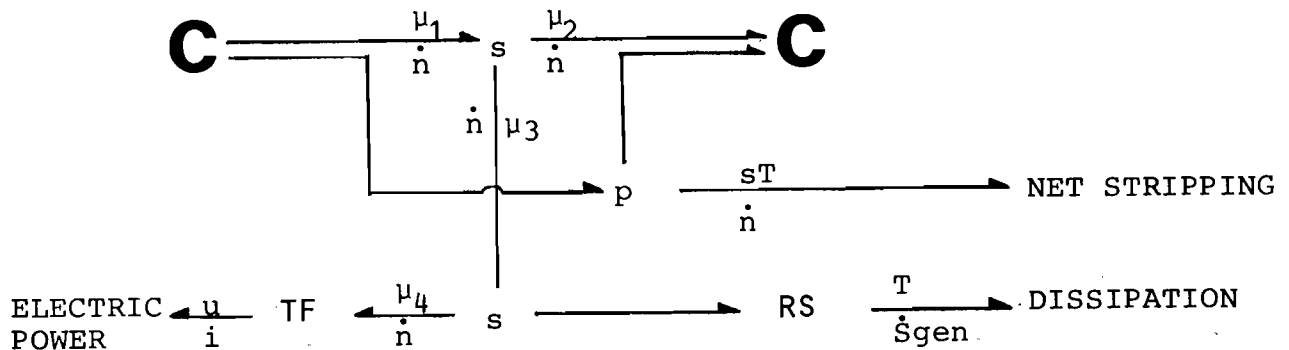 C μ1 ṅ s μ2 ṅ C
ṅ μ3
p sT ṅ NET STRIPPING
ELECTRIC POWER u i TF μ4 ṅ s RS T Ṡgen DISSIPATION